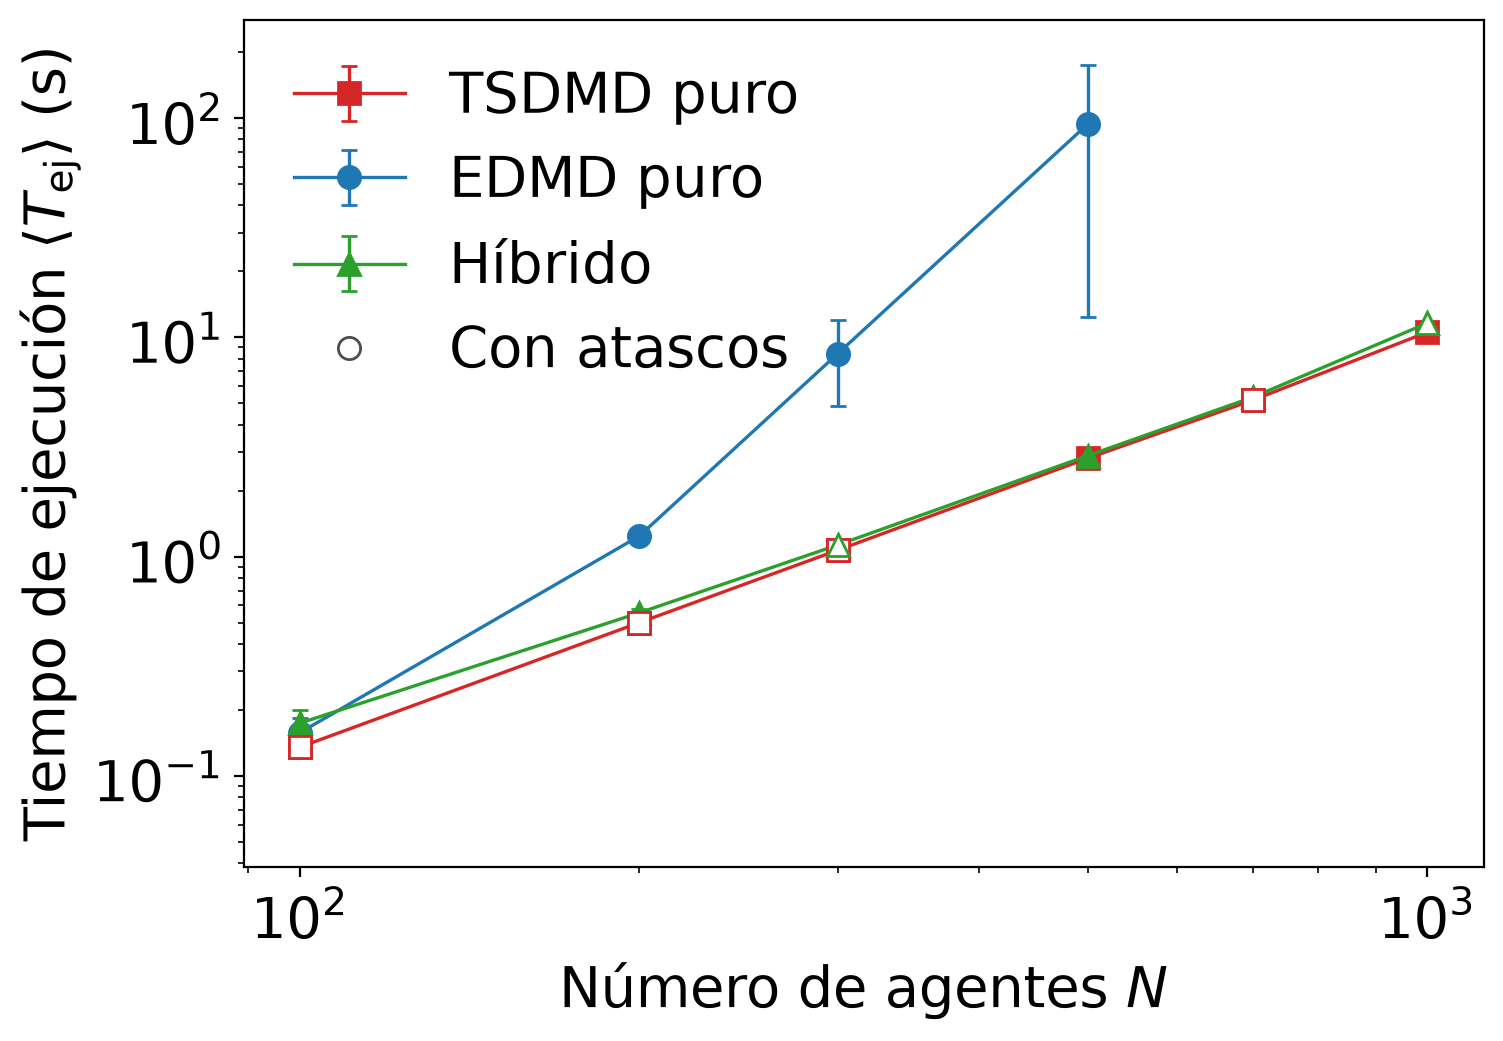 TSDMD puro
EDMD puro
Híbrido
Con atascos
Tiempo de ejecución ⟨T_ej⟩ (s)
10²
10¹
10⁰
10⁻¹
10²
10³
Número de agentes N